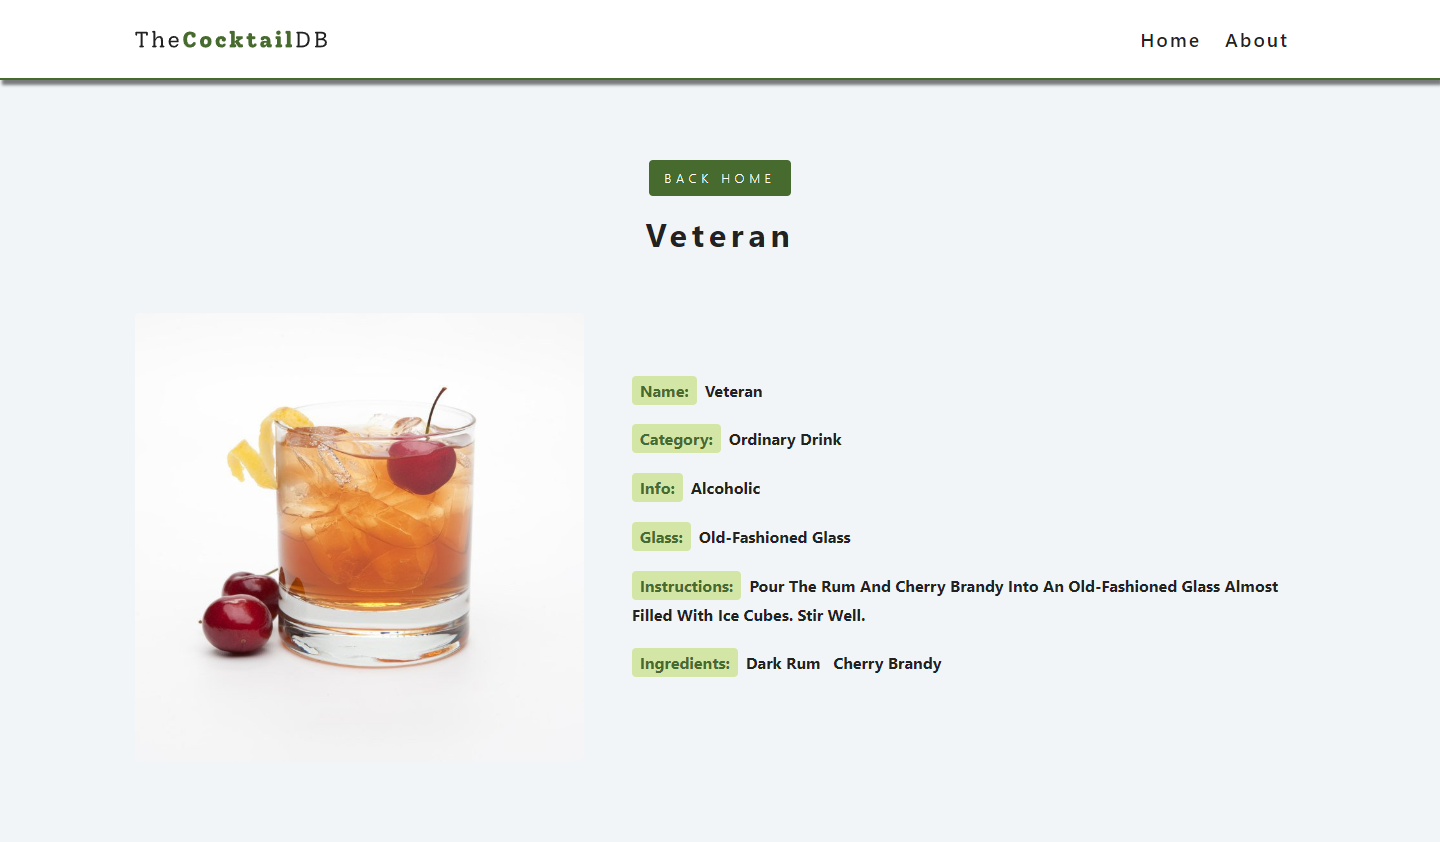 TheCocktailDB
Home About
BACK HOME
Veteran
Name: Veteran
Category: Ordinary Drink
Info: Alcoholic
Glass: Old-Fashioned Glass
Instructions: Pour The Rum And Cherry Brandy Into An Old-Fashioned Glass Almost
Filled With Ice Cubes. Stir Well.
Ingredients: Dark Rum Cherry Brandy